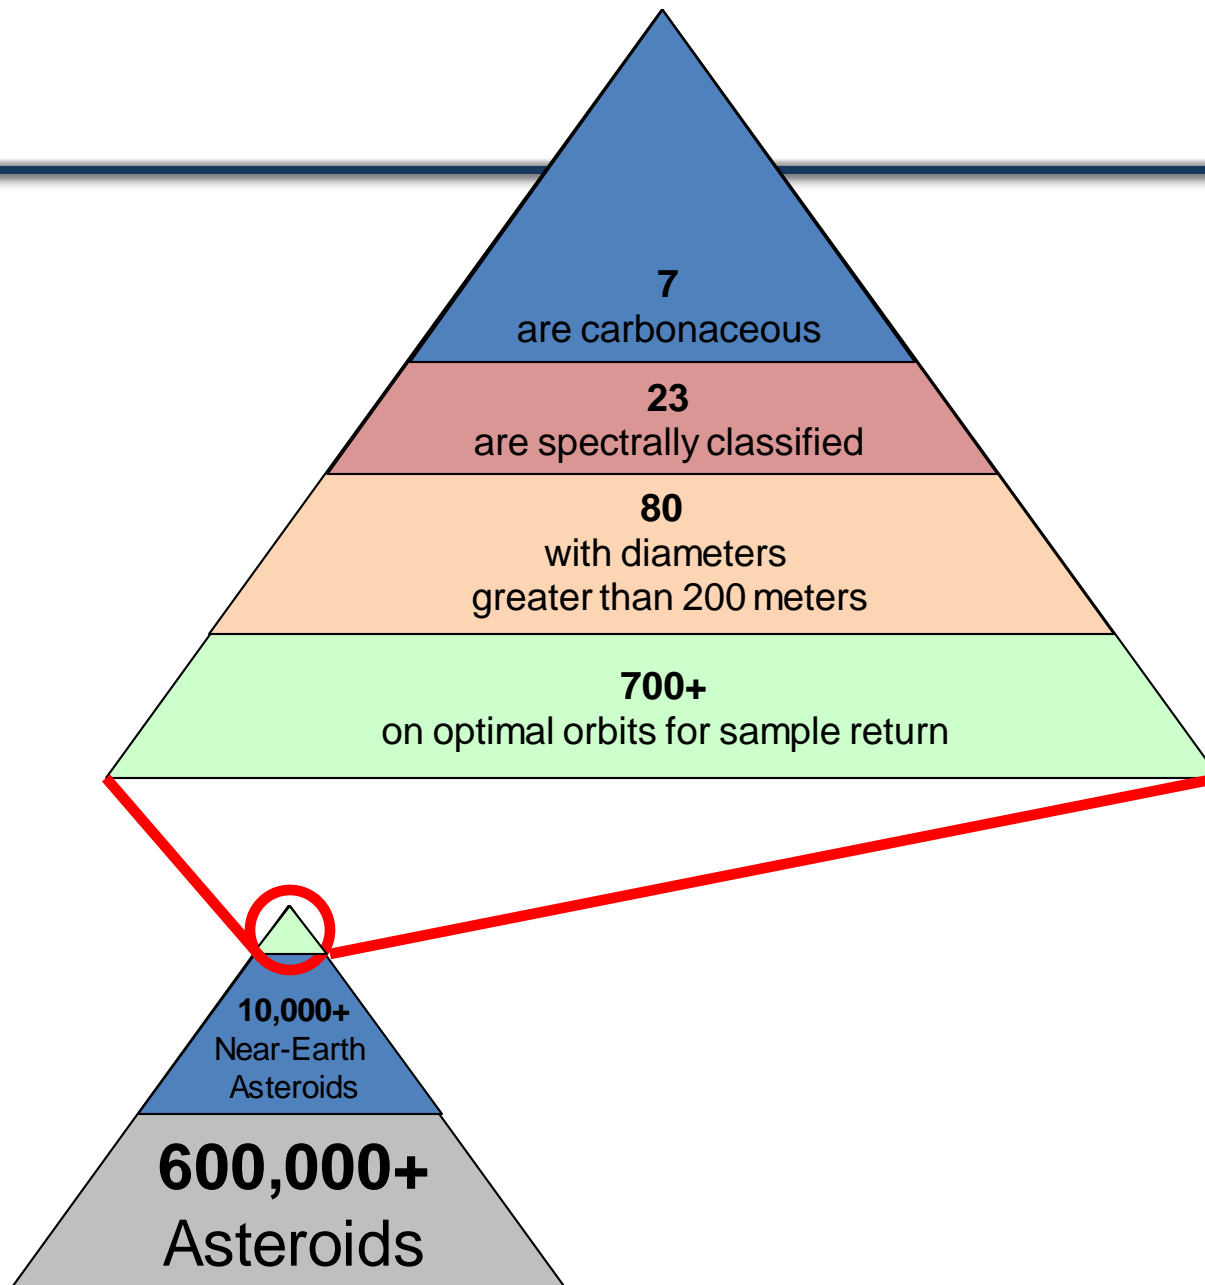 7
are carbonaceous
23
are spectrally classified
80
with diameters
greater than 200 meters
700+
on optimal orbits for sample return
10,000+
Near-Earth
Asteroids
600,000+
Asteroids